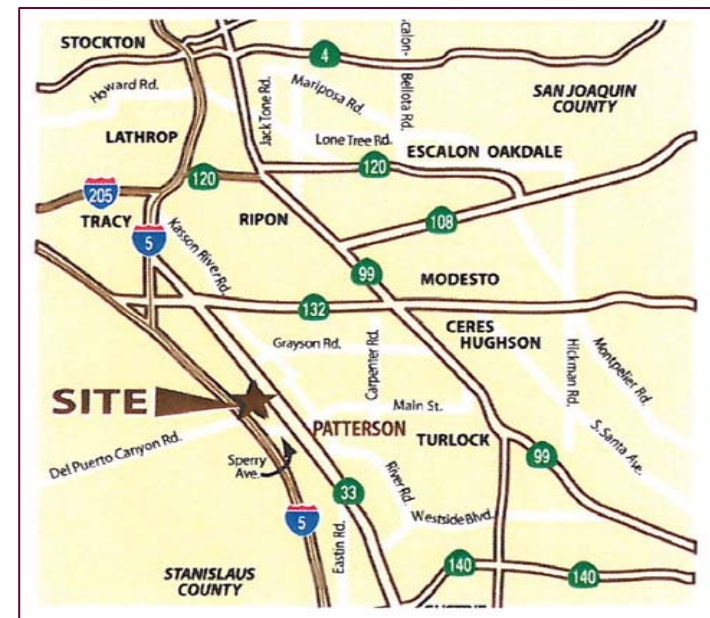 STOCKTON
4
calon-
Bellota Rd.
Howard Rd.
Jack Tone Rd.
Mariposa Rd.
SAN JOAQUIN
COUNTY
LATHROP
Lone Tree Rd.
ESCALON OAKDALE
120
120
205
TRACY
RIPON
108
5
Kasson River Rd.
99
MODESTO
132
CERES
HUGHSON
Grayson Rd.
Carpenter Rd.
Hickman Rd.
Montpelier Rd.
SITE
Main St.
PATTERSON
TURLOCK
S. Santa Ave.
Del Puerto Canyon Rd.
Sperry
Ave.
99
33
River Rd.
Westside Blvd.
5
Eastin Rd.
140
140
STANISLAUS
COUNTY